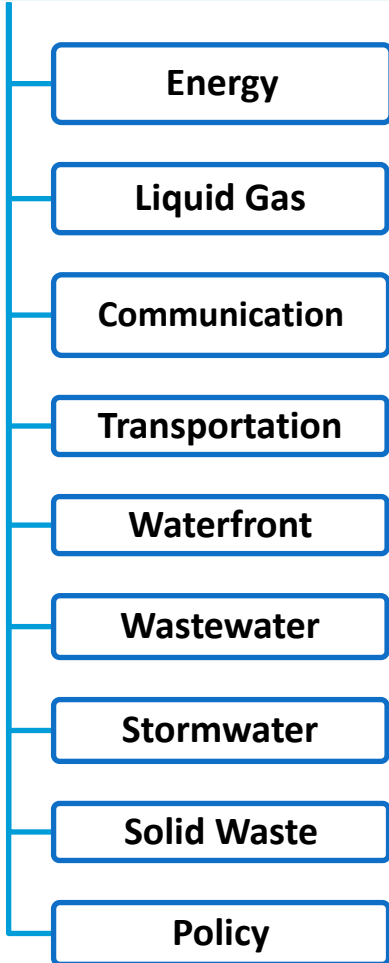 Energy
Liquid Gas
Communication
Transportation
Waterfront
Wastewater
Stormwater
Solid Waste
Policy